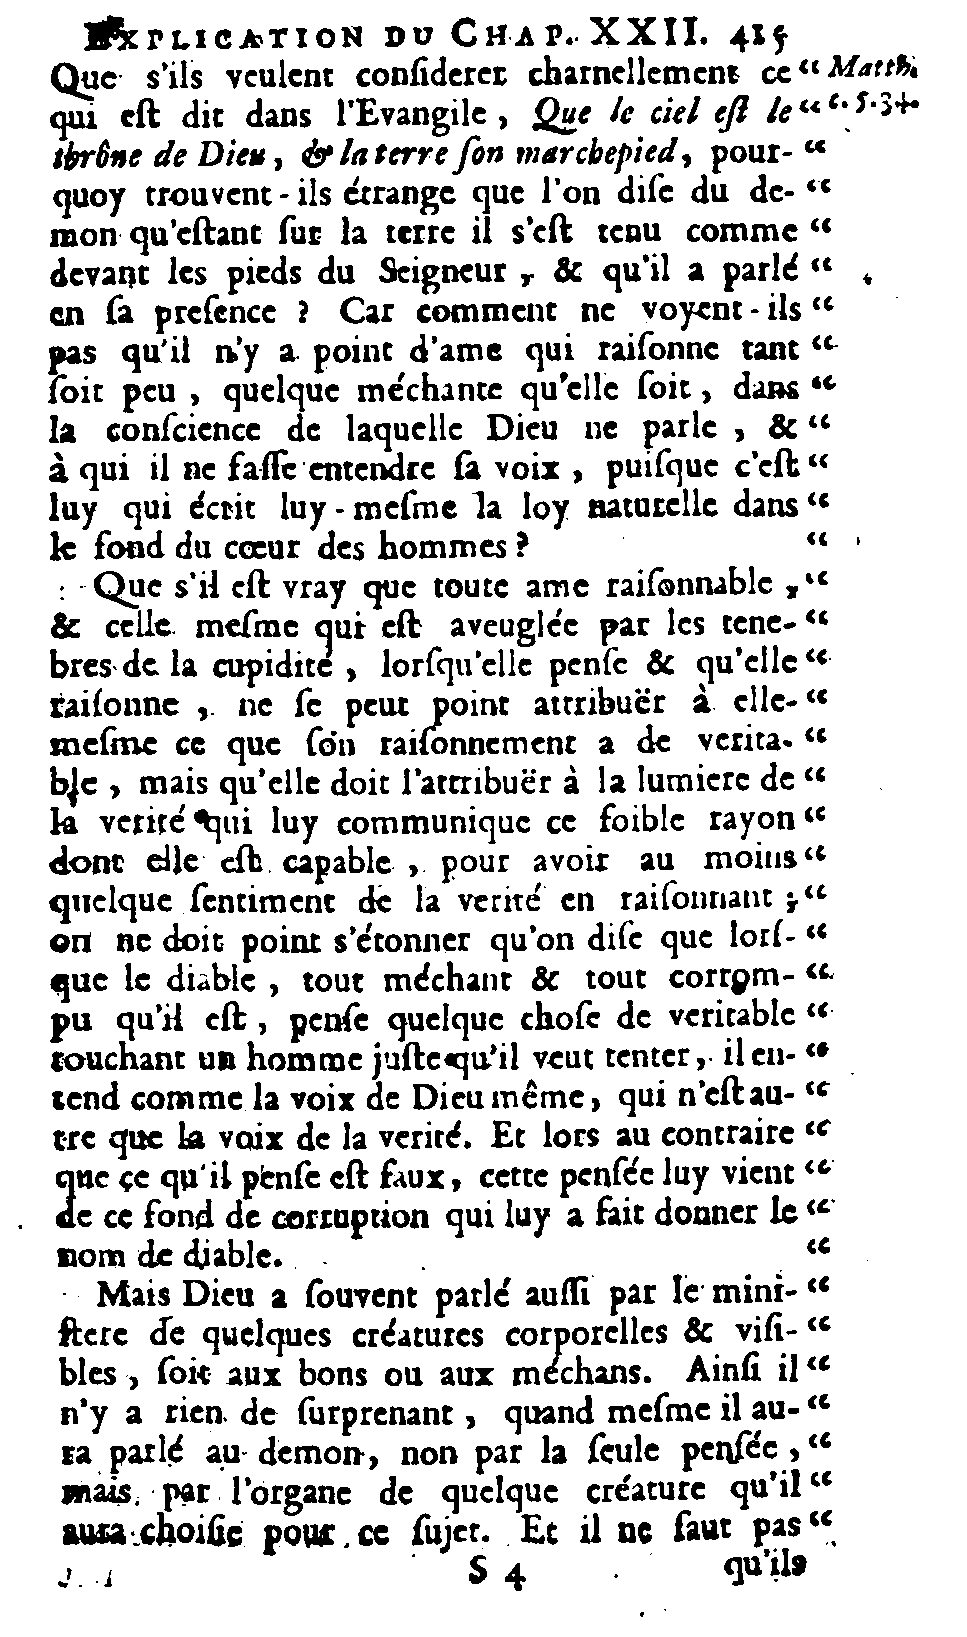 EXPLICATION DU CHAP. XXII. 415
Que s'ils veulent conſiderer charnellement ce “ Matth.
qui eſt dit dans l'Evangile, Que le ciel eſt le “ c. 5. 34.
thrône de Dieu, & la terre ſon marchepied, pour- “
quoy trouvent-ils étrange que l'on diſe du de- “
mon qu'eſtant ſur la terre il s'eſt tenu comme “
devant les pieds du Seigneur, & qu'il a parlé “
en ſa preſence ? Car comment ne voyent-ils “
pas qu'il n'y a point d'ame qui raiſonne tant “
ſoit peu, quelque méchante qu'elle ſoit, dans “
la conſcience de laquelle Dieu ne parle, & “
à qui il ne faſſe entendre ſa voix, puiſque c'eſt “
luy qui écrit luy-meſme la loy naturelle dans “
le fond du cœur des hommes ? “
Que s'il eſt vray que toute ame raiſonnable, “
& celle meſme qui eſt aveuglée par les tene- “
bres de la cupidité, lorſqu'elle penſe & qu'elle “
raiſonne, ne ſe peut point attribuër à elle- “
meſme ce que ſon raiſonnement a de verita- “
ble, mais qu'elle doit l'attribuër à la lumiere de “
la verité qui luy communique ce foible rayon “
dont elle eſt capable, pour avoir au moins “
quelque ſentiment de la verité en raiſonnant ; “
on ne doit point s'étonner qu'on diſe que lorſ- “
que le diable, tout méchant & tout corrom- “
pu qu'il eſt, penſe quelque choſe de veritable “
touchant un homme juſte qu'il veut tenter, il en- “
tend comme la voix de Dieu même, qui n'eſt au- “
tre que la voix de la verité. Et lors au contraire “
que ce qu'il penſe eſt faux, cette penſée luy vient “
de ce fond de corruption qui luy a fait donner le “
nom de diable. “
Mais Dieu a ſouvent parlé auſſi par le mini- “
ſtere de quelques créatures corporelles & viſi- “
bles, ſoit aux bons ou aux méchans. Ainſi il “
n'y a rien de ſurprenant, quand meſme il au- “
ra parlé au demon, non par la ſeule penſée, “
mais par l'organe de quelque créature qu'il “
aura choiſie pour ce ſujet. Et il ne faut pas “
S 4 qu'ils